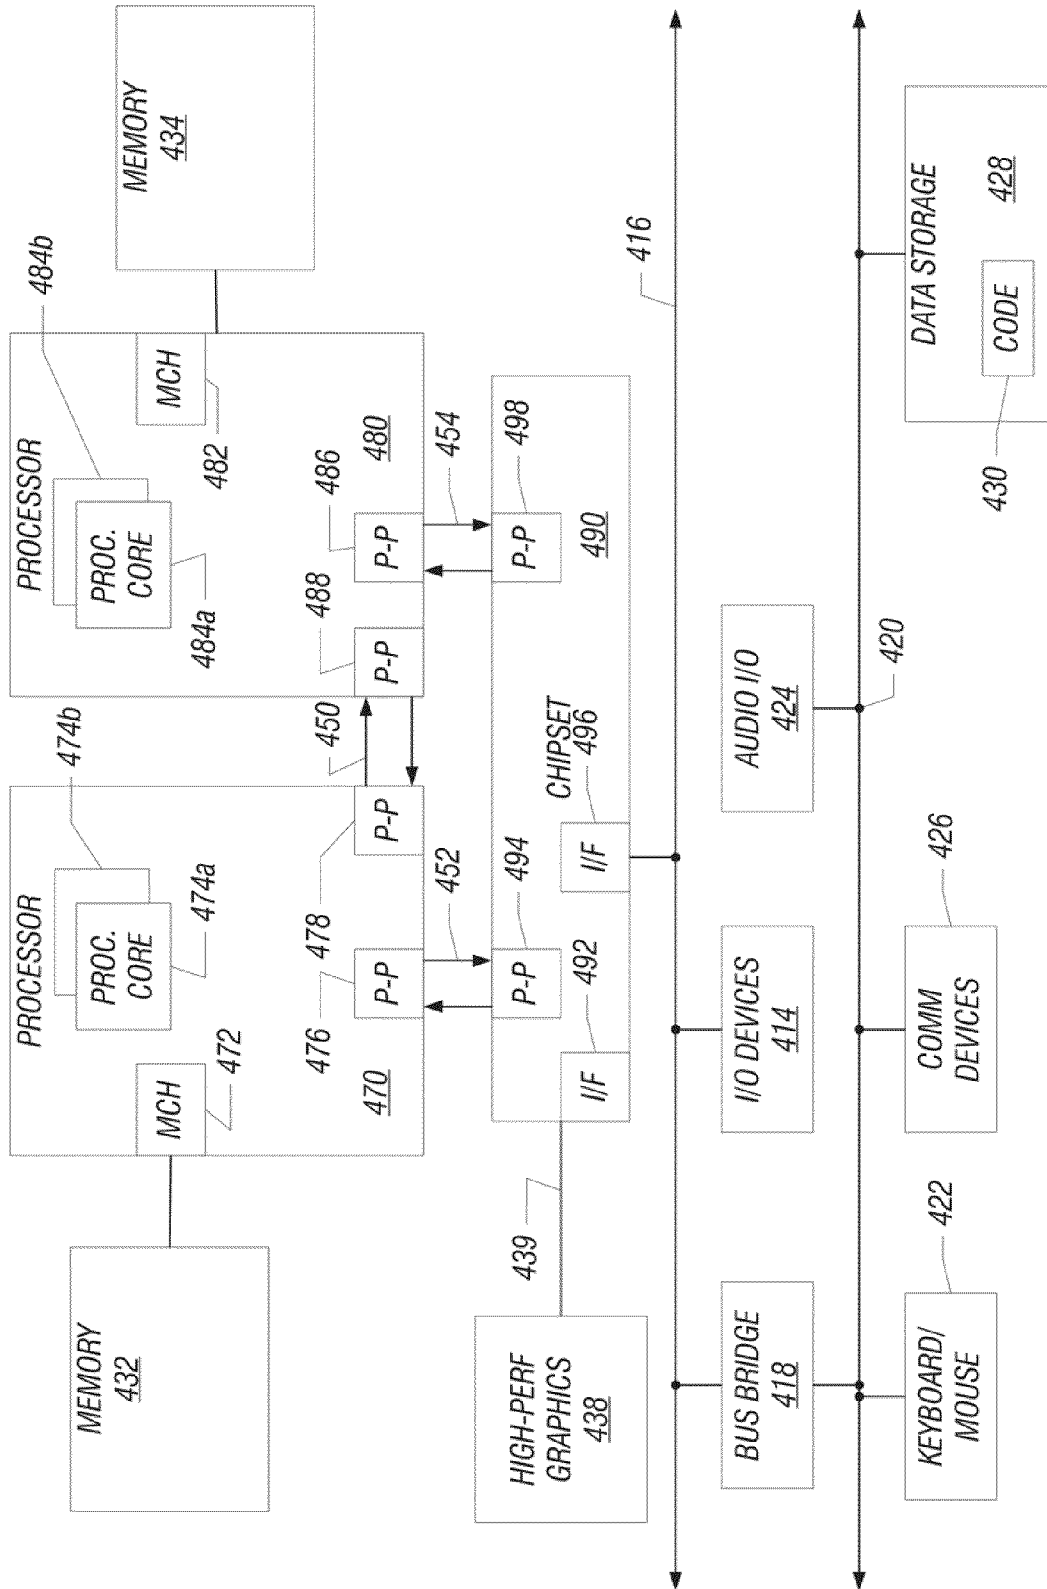 PROCESSOR
PROC.
CORE
474b
474a
MCH
472
MEMORY
432
476
478
P-P
P-P
470
450
PROCESSOR
PROC.
CORE
484b
484a
MCH
482
MEMORY
434
488
486
P-P
P-P
480
452
454
HIGH-PERF
GRAPHICS
438
439
I/F
492
P-P
494
CHIPSET
I/F
496
P-P
498
490
416
BUS BRIDGE
418
I/O DEVICES
414
AUDIO I/O
424
420
KEYBOARD/
MOUSE
422
COMM
DEVICES
426
DATA STORAGE
CODE
430
428